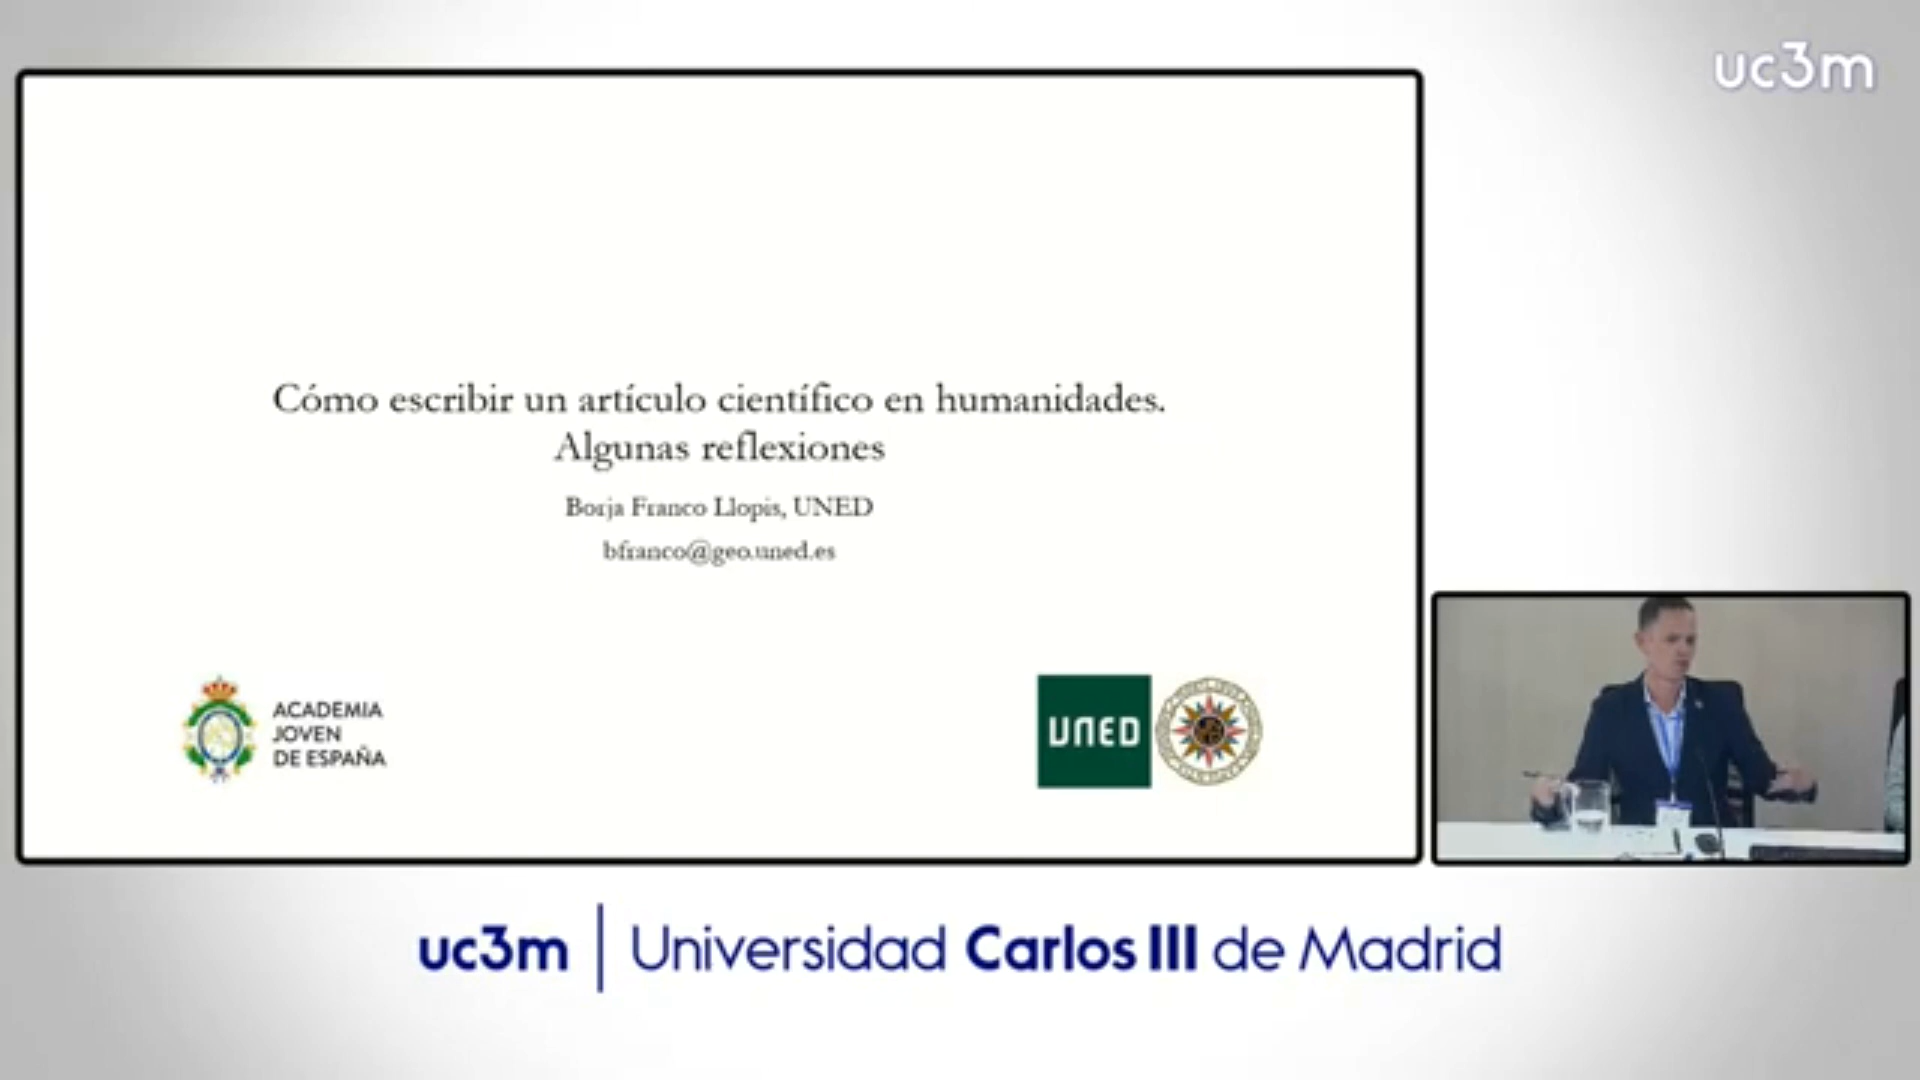 uc3m
Cómo escribir un artículo científico en humanidades.
Algunas reflexiones
Borja Franco Llopis, UNED
bfranco@geo.uned.es
ACADEMIA
JOVEN
DE ESPAÑA
UNED
uc3m | Universidad Carlos III de Madrid